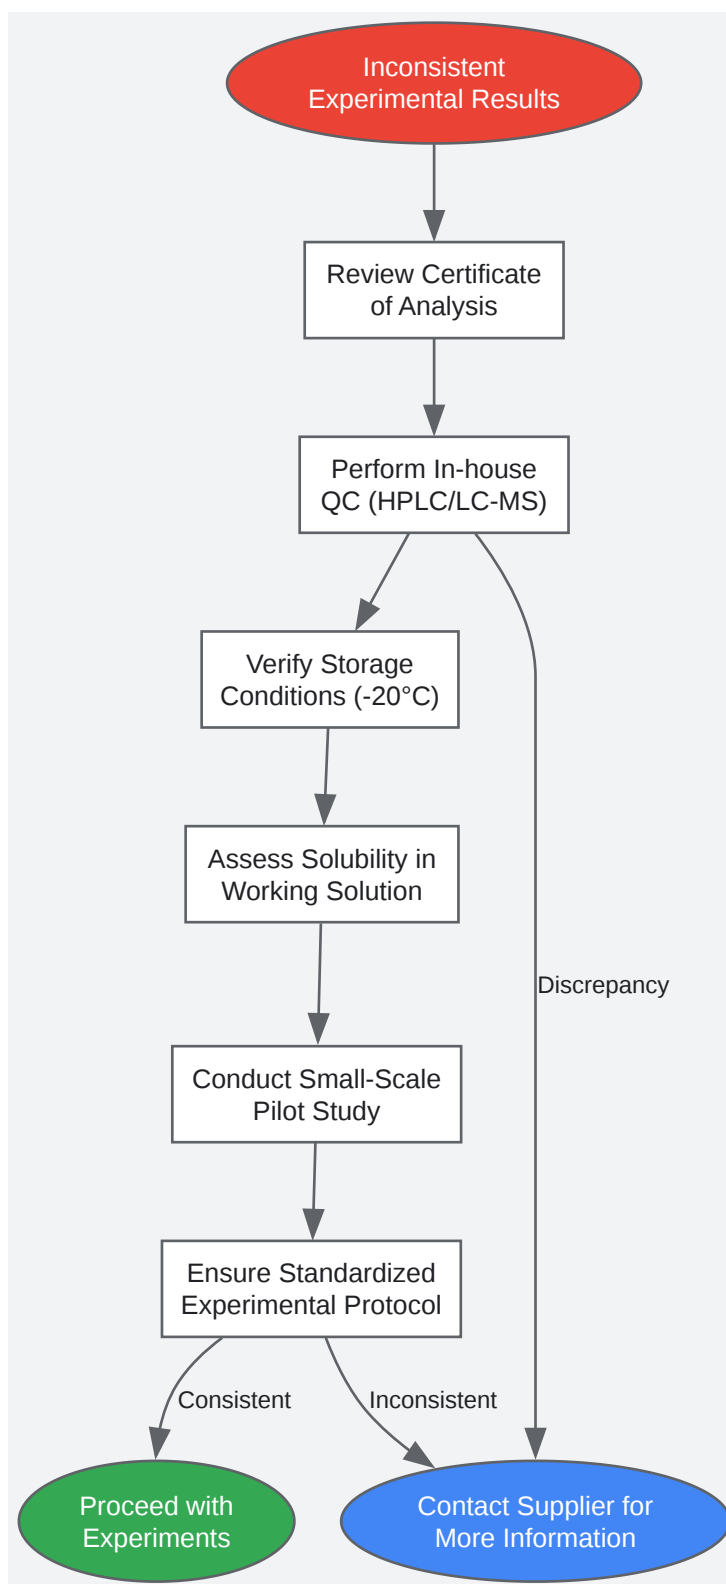 Inconsistent
Experimental Results
Review Certificate
of Analysis
Perform In-house
QC (HPLC/LC-MS)
Verify Storage
Conditions (-20°C)
Assess Solubility in
Working Solution
Discrepancy
Conduct Small-Scale
Pilot Study
Ensure Standardized
Experimental Protocol
Consistent
Inconsistent
Proceed with
Experiments
Contact Supplier for
More Information